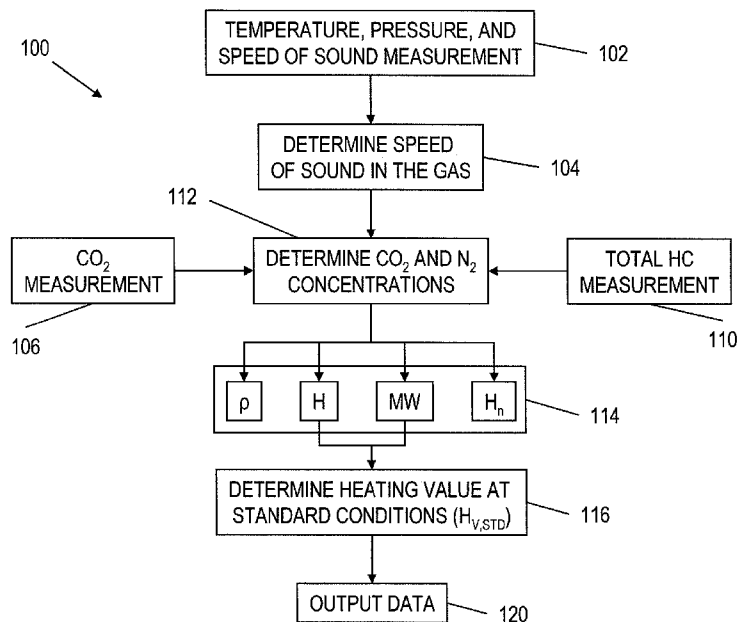 100
TEMPERATURE, PRESSURE, AND
SPEED OF SOUND MEASUREMENT
102
DETERMINE SPEED
OF SOUND IN THE GAS
104
112
CO₂
MEASUREMENT
106
DETERMINE CO₂ AND N₂
CONCENTRATIONS
TOTAL HC
MEASUREMENT
110
ρ
H
MW
Hₙ
114
DETERMINE HEATING VALUE AT
STANDARD CONDITIONS (H_V,STD)
116
OUTPUT DATA
120